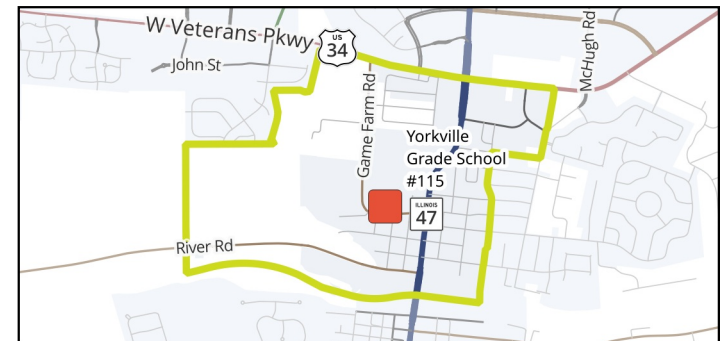 W Veterans Pkwy
US
34
John St
Game Farm Rd
McHugh Rd
Yorkville
Grade School
#115
ILLINOIS
47
River Rd